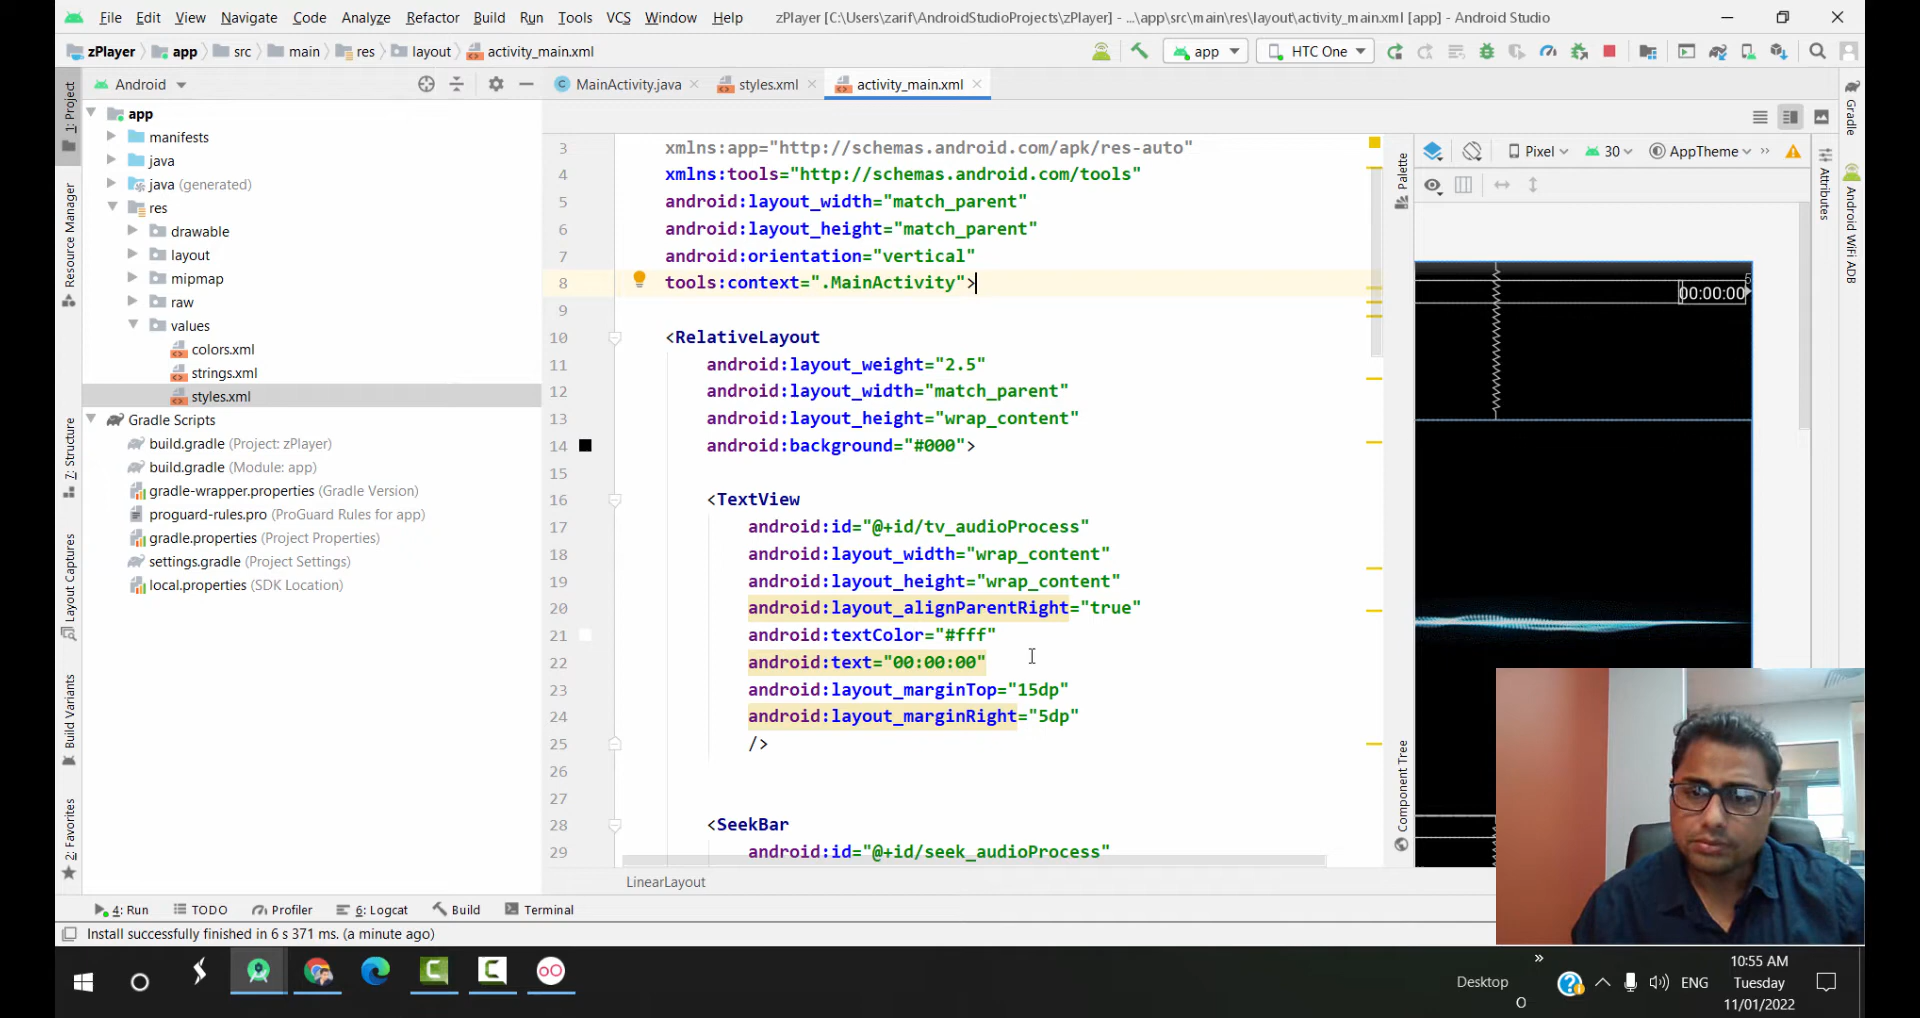 File Edit View Navigate Code Analyze Refactor Build Run Tools VCS Window Help zPlayer [C:\Users\zarif\AndroidStudioProjects\zPlayer] - ...\app\src\main\res\layout\activity_main.xml [app] - Android Studio
zPlayer app src main res layout activity_main.xml app HTC One
Android MainActivity.java styles.xml activity_main.xml
1: Project
Resource Manager
7: Structure
Layout Captures
Build Variants
2: Favorites
app
manifests
java
java (generated)
res
drawable
layout
mipmap
raw
values
colors.xml
strings.xml
styles.xml
Gradle Scripts
build.gradle (Project: zPlayer)
build.gradle (Module: app)
gradle-wrapper.properties (Gradle Version)
proguard-rules.pro (ProGuard Rules for app)
gradle.properties (Project Properties)
settings.gradle (Project Settings)
local.properties (SDK Location)
3 xmlns:app="http://schemas.android.com/apk/res-auto"
4 xmlns:tools="http://schemas.android.com/tools"
5 android:layout_width="match_parent"
6 android:layout_height="match_parent"
7 android:orientation="vertical"
8 tools:context=".MainActivity">
9
10 <RelativeLayout
11 android:layout_weight="2.5"
12 android:layout_width="match_parent"
13 android:layout_height="wrap_content"
14 android:background="#000">
15
16 <TextView
17 android:id="@+id/tv_audioProcess"
18 android:layout_width="wrap_content"
19 android:layout_height="wrap_content"
20 android:layout_alignParentRight="true"
21 android:textColor="#fff"
22 android:text="00:00:00"
23 android:layout_marginTop="15dp"
24 android:layout_marginRight="5dp"
25 />
26
27
28 <SeekBar
29 android:id="@+id/seek_audioProcess"
LinearLayout
Palette
Component Tree
Pixel 30 AppTheme
5
00:00:00
Gradle
Attributes
Android WiFi ADB
4: Run TODO Profiler 6: Logcat Build Terminal
Install successfully finished in 6 s 371 ms. (a minute ago)
Desktop
ENG
10:55 AM
Tuesday
11/01/2022